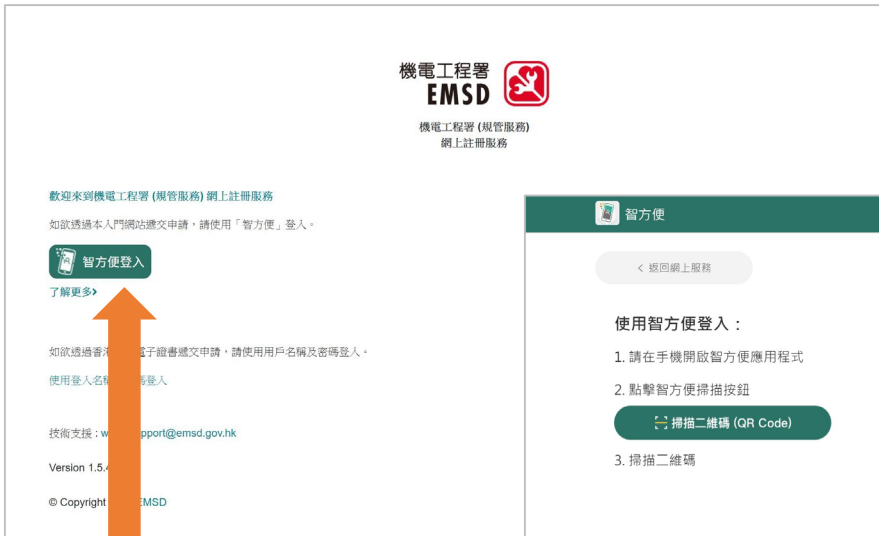 機電工程署
EMSD
機電工程署 (規管服務)
網上註冊服務
歡迎來到機電工程署 (規管服務) 網上註冊服務
如欲透過本入門網站遞交申請，請使用「智方便」登入。
智方便登入
了解更多>
如欲透過香 電子證書遞交申請，請使用用戶名稱及密碼登入。
使用登入名 登入
技術支援 : w pport@emsd.gov.hk
Version 1.5.
© Copyright EMSD
智方便
< 返回網上服務
使用智方便登入：
1. 請在手機開啟智方便應用程式
2. 點擊智方便掃描按鈕
掃描二維碼 (QR Code)
3. 掃描二維碼